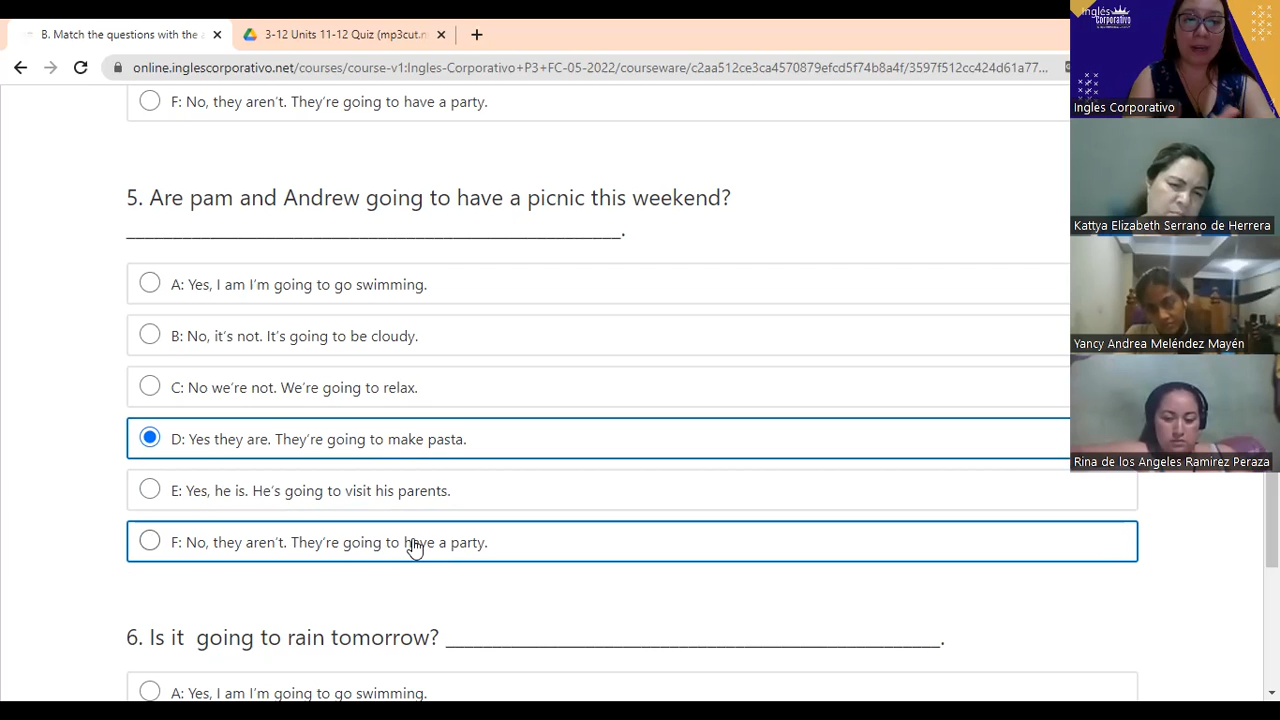 B. Match the questions with the a
3-12 Units 11-12 Quiz (mp3cut.n
online.inglescorporativo.net/courses/course-v1:Ingles-Corporativo+P3+FC-05-2022/courseware/c2aa512ce3ca4570879efcd5f74b8a4f/3597f512cc424d61a77...
F: No, they aren't. They're going to have a party.
5. Are pam and Andrew going to have a picnic this weekend?
____________________________________________.
A: Yes, I am I'm going to go swimming.
B: No, it's not. It's going to be cloudy.
C: No we're not. We're going to relax.
D: Yes they are. They're going to make pasta.
E: Yes, he is. He's going to visit his parents.
F: No, they aren't. They're going to have a party.
6. Is it going to rain tomorrow? ____________________________________________.
A: Yes, I am I'm going to go swimming.
Inglés
Corporativo
Ingles Corporativo
Kattya Elizabeth Serrano de Herrera
Yancy Andrea Meléndez Mayén
Rina de los Angeles Ramirez Peraza